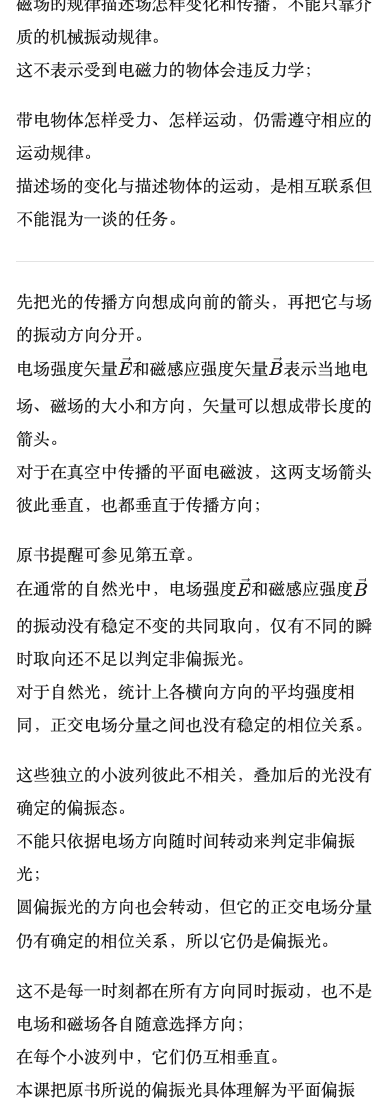 磁场的规律描述场怎样变化和传播，不能只靠介
质的机械振动规律。
这不表示受到电磁力的物体会违反力学；
带电物体怎样受力、怎样运动，仍需遵守相应的
运动规律。
描述场的变化与描述物体的运动，是相互联系但
不能混为一谈的任务。
先把光的传播方向想成向前的箭头，再把它与场
的振动方向分开。
电场强度矢量E⃗和磁感应强度矢量B⃗表示当地电
场、磁场的大小和方向，矢量可以想成带长度的
箭头。
对于在真空中传播的平面电磁波，这两支场箭头
彼此垂直，也都垂直于传播方向；
原书提醒可参见第五章。
在通常的自然光中，电场强度E⃗和磁感应强度B⃗
的振动没有稳定不变的共同取向，仅有不同的瞬
时取向还不足以判定非偏振光。
对于自然光，统计上各横向方向的平均强度相
同，正交电场分量之间也没有稳定的相位关系。
这些独立的小波列彼此不相关，叠加后的光没有
确定的偏振态。
不能只依据电场方向随时间转动来判定非偏振
光；
圆偏振光的方向也会转动，但它的正交电场分量
仍有确定的相位关系，所以它仍是偏振光。
这不是每一时刻都在所有方向同时振动，也不是
电场和磁场各自随意选择方向；
在每个小波列中，它们仍互相垂直。
本课把原书所说的偏振光具体理解为平面偏振